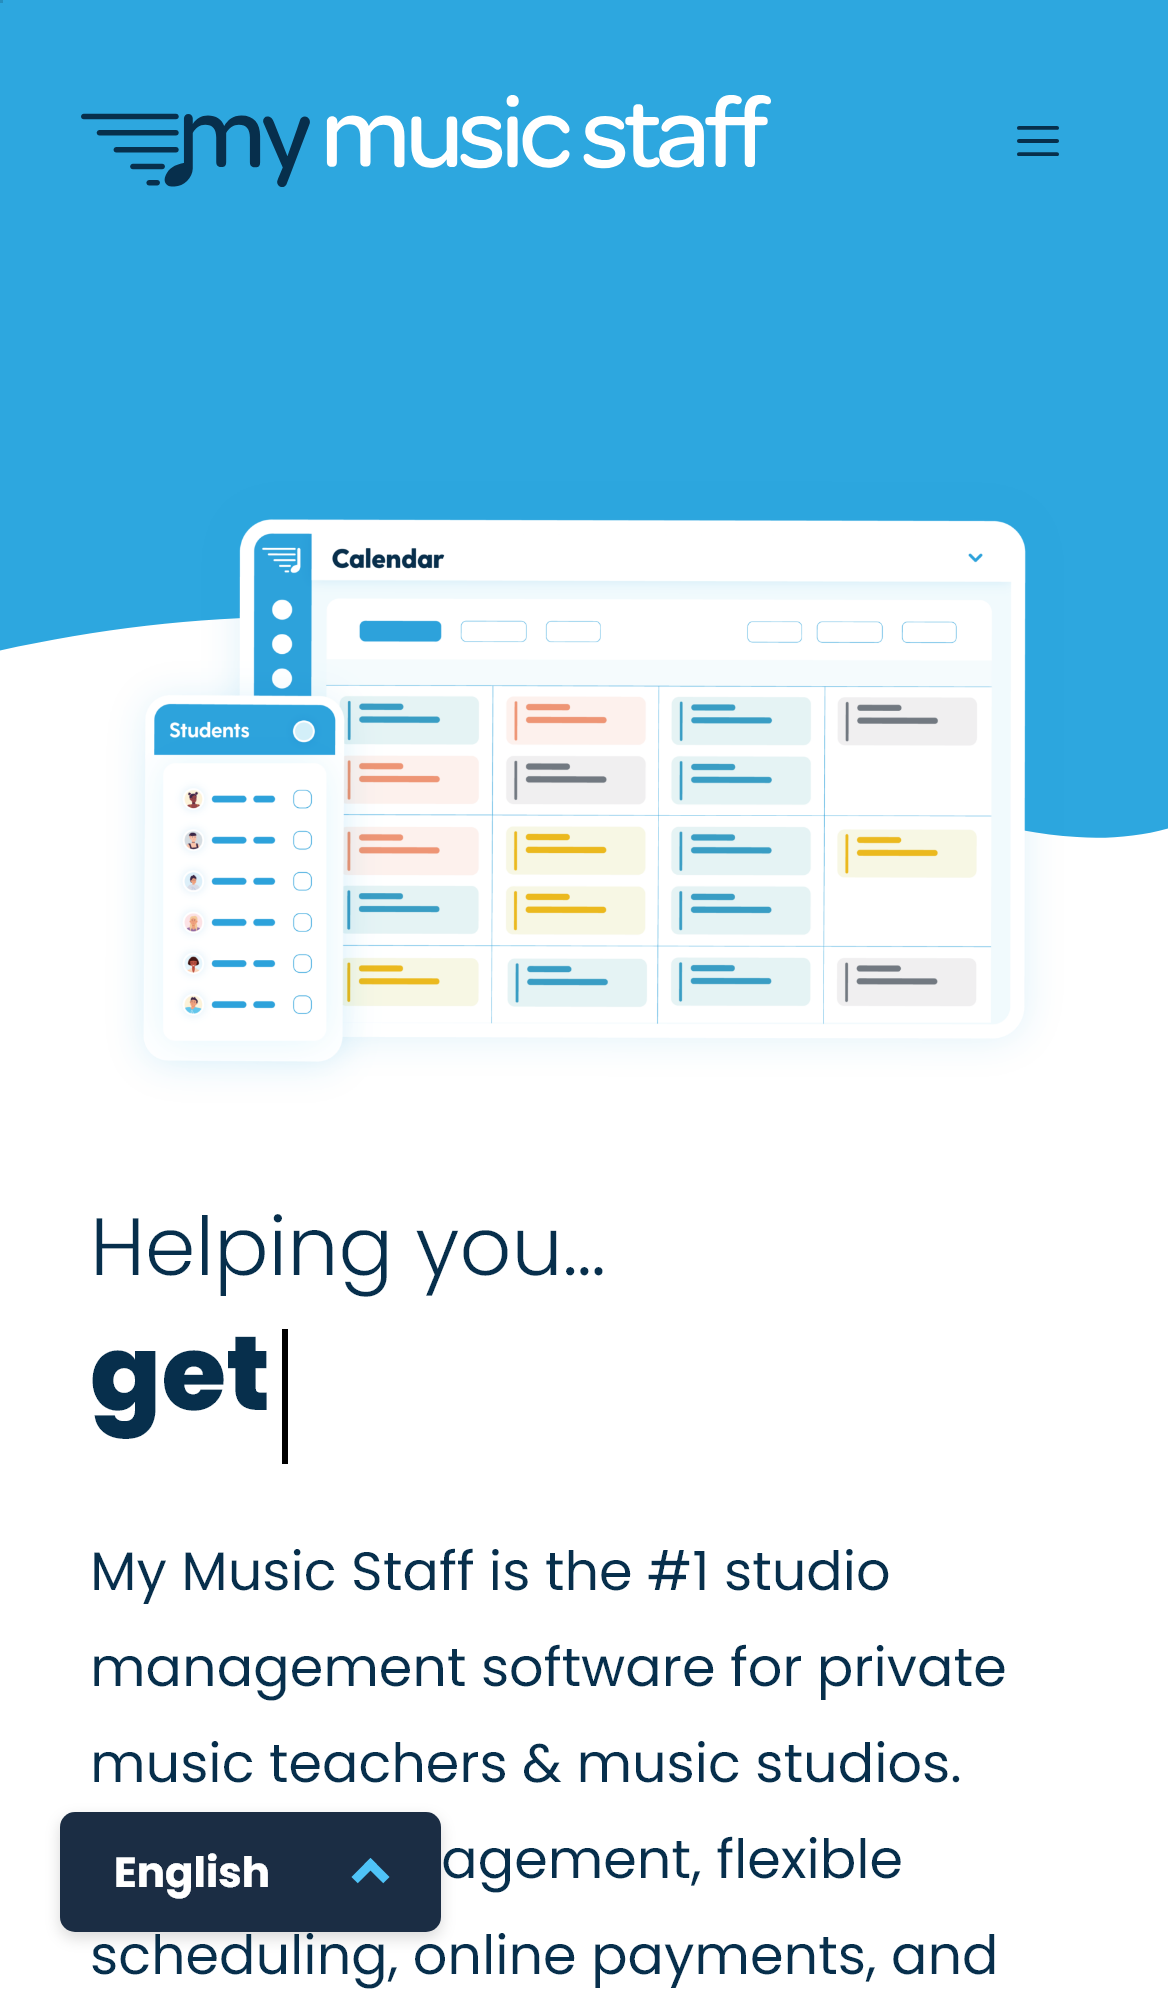 my music staff
Calendar
Students
Helping you...
get
My Music Staff is the #1 studio
management software for private
music teachers & music studios.
agement, flexible
English
scheduling, online payments, and